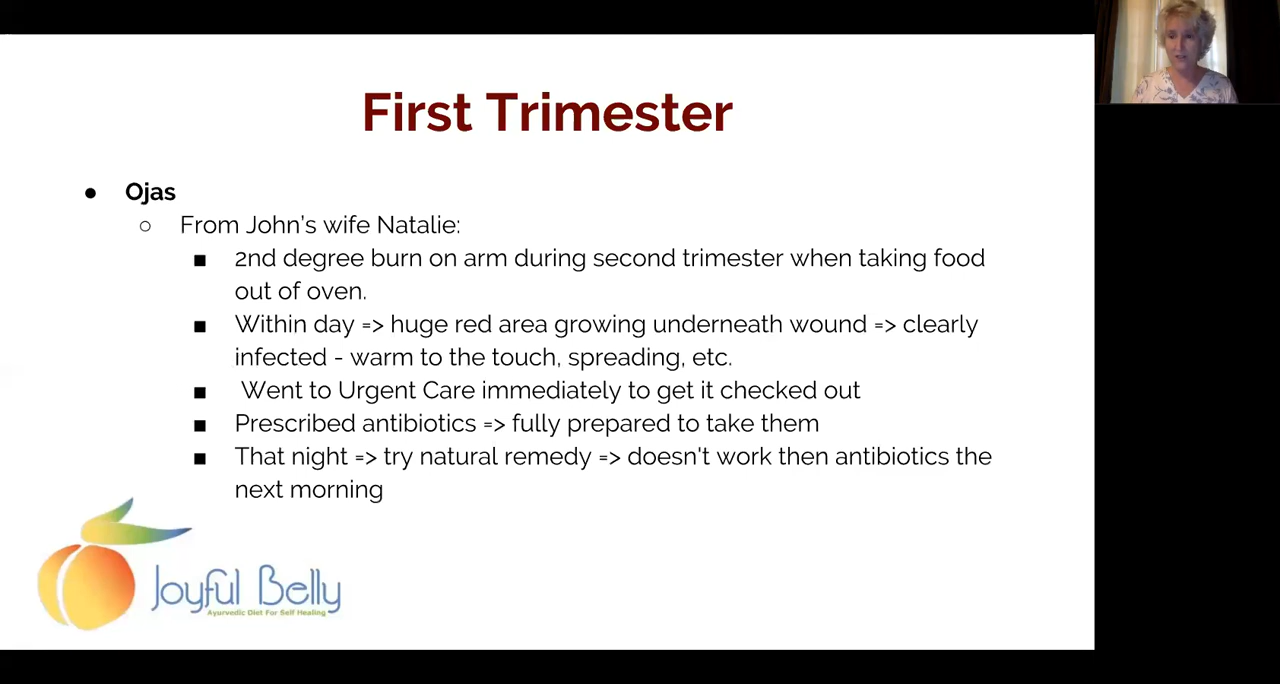 First Trimester
● Ojas
○ From John’s wife Natalie:
■ 2nd degree burn on arm during second trimester when taking food
out of oven.
■ Within day => huge red area growing underneath wound => clearly
infected - warm to the touch, spreading, etc.
■ Went to Urgent Care immediately to get it checked out
■ Prescribed antibiotics => fully prepared to take them
■ That night => try natural remedy => doesn't work then antibiotics the
next morning
Joyful Belly
Ayurvedic Diet For Self Healing